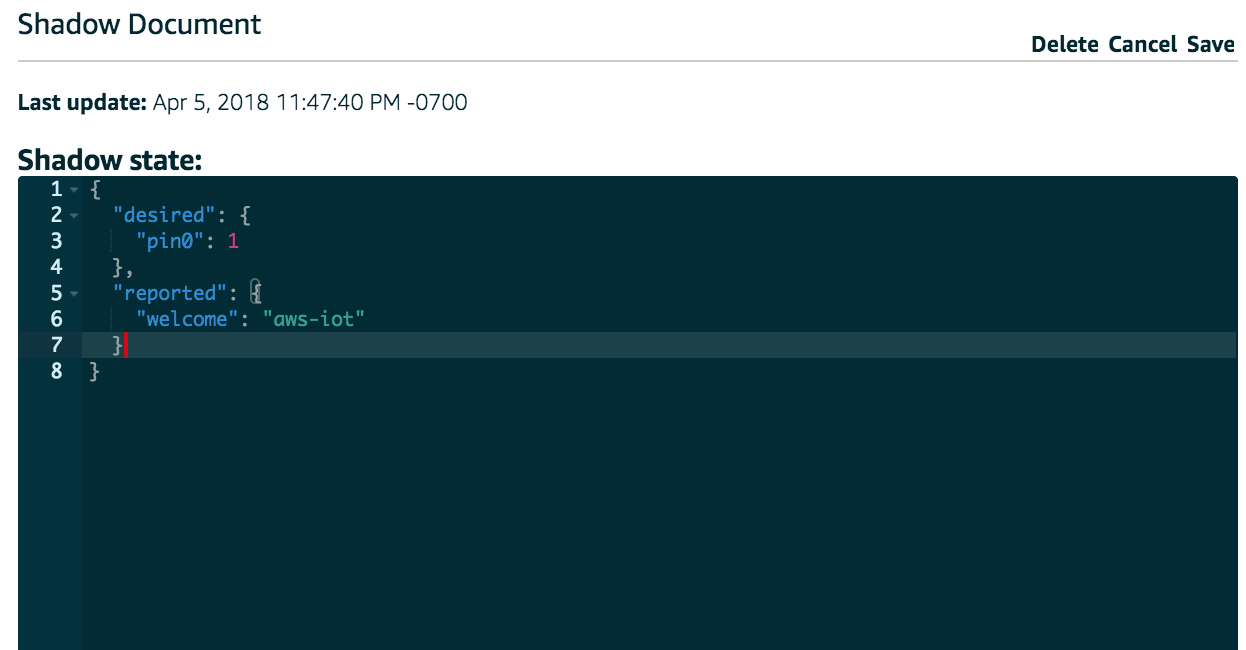 Shadow Document
Delete Cancel Save
Last update: Apr 5, 2018 11:47:40 PM -0700
Shadow state:
1 {
2   "desired": {
3     "pin0": 1
4   },
5   "reported": {
6     "welcome": "aws-iot"
7   }
8 }